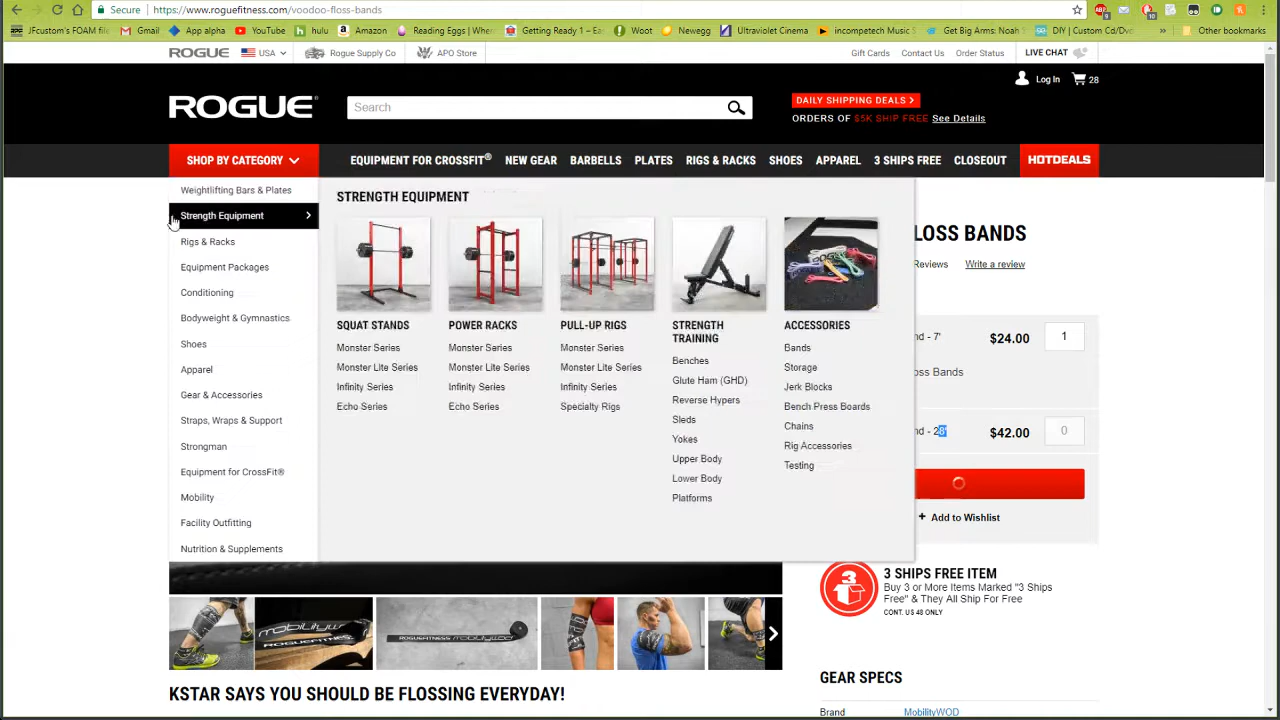 Secure https://www.roguefitness.com/voodoo-floss-bands
JFcustom's FOAM file Gmail App alpha YouTube hulu Amazon Reading Eggs | Where Getting Ready 1 – Eas Woot Newegg Ultraviolet Cinema incompetech Music S Get Big Arms: Noah S DIY | Custom Cd/Dvd » Other bookmarks
ROGUE USA Rogue Supply Co APO Store Gift Cards Contact Us Order Status LIVE CHAT
Log In 28
ROGUE Search DAILY SHIPPING DEALS >
ORDERS OF $5K SHIP FREE See Details
SHOP BY CATEGORY EQUIPMENT FOR CROSSFIT® NEW GEAR BARBELLS PLATES RIGS & RACKS SHOES APPAREL 3 SHIPS FREE CLOSEOUT HOTDEALS
Weightlifting Bars & Plates
Strength Equipment
Rigs & Racks
Equipment Packages
Conditioning
Bodyweight & Gymnastics
Shoes
Apparel
Gear & Accessories
Straps, Wraps & Support
Strongman
Equipment for CrossFit®
Mobility
Facility Outfitting
Nutrition & Supplements
STRENGTH EQUIPMENT
SQUAT STANDS
Monster Series
Monster Lite Series
Infinity Series
Echo Series
POWER RACKS
Monster Series
Monster Lite Series
Infinity Series
Echo Series
PULL-UP RIGS
Monster Series
Monster Lite Series
Infinity Series
Specialty Rigs
STRENGTH
TRAINING
Benches
Glute Ham (GHD)
Reverse Hypers
Sleds
Yokes
Upper Body
Lower Body
Platforms
ACCESSORIES
Bands
Storage
Jerk Blocks
Bench Press Boards
Chains
Rig Accessories
Testing
LOSS BANDS
Reviews Write a review
nd - 7' $24.00 1
oss Bands
nd - 28' $42.00 0
+ Add to Wishlist
3 SHIPS FREE ITEM
Buy 3 or More Items Marked "3 Ships
Free" & They All Ship For Free
CONT. US 48 ONLY
3
mobilitywod
ROGUEFITNESS
ROGUEFITNESS mobilitywod
KSTAR SAYS YOU SHOULD BE FLOSSING EVERYDAY!
GEAR SPECS
Brand MobilityWOD